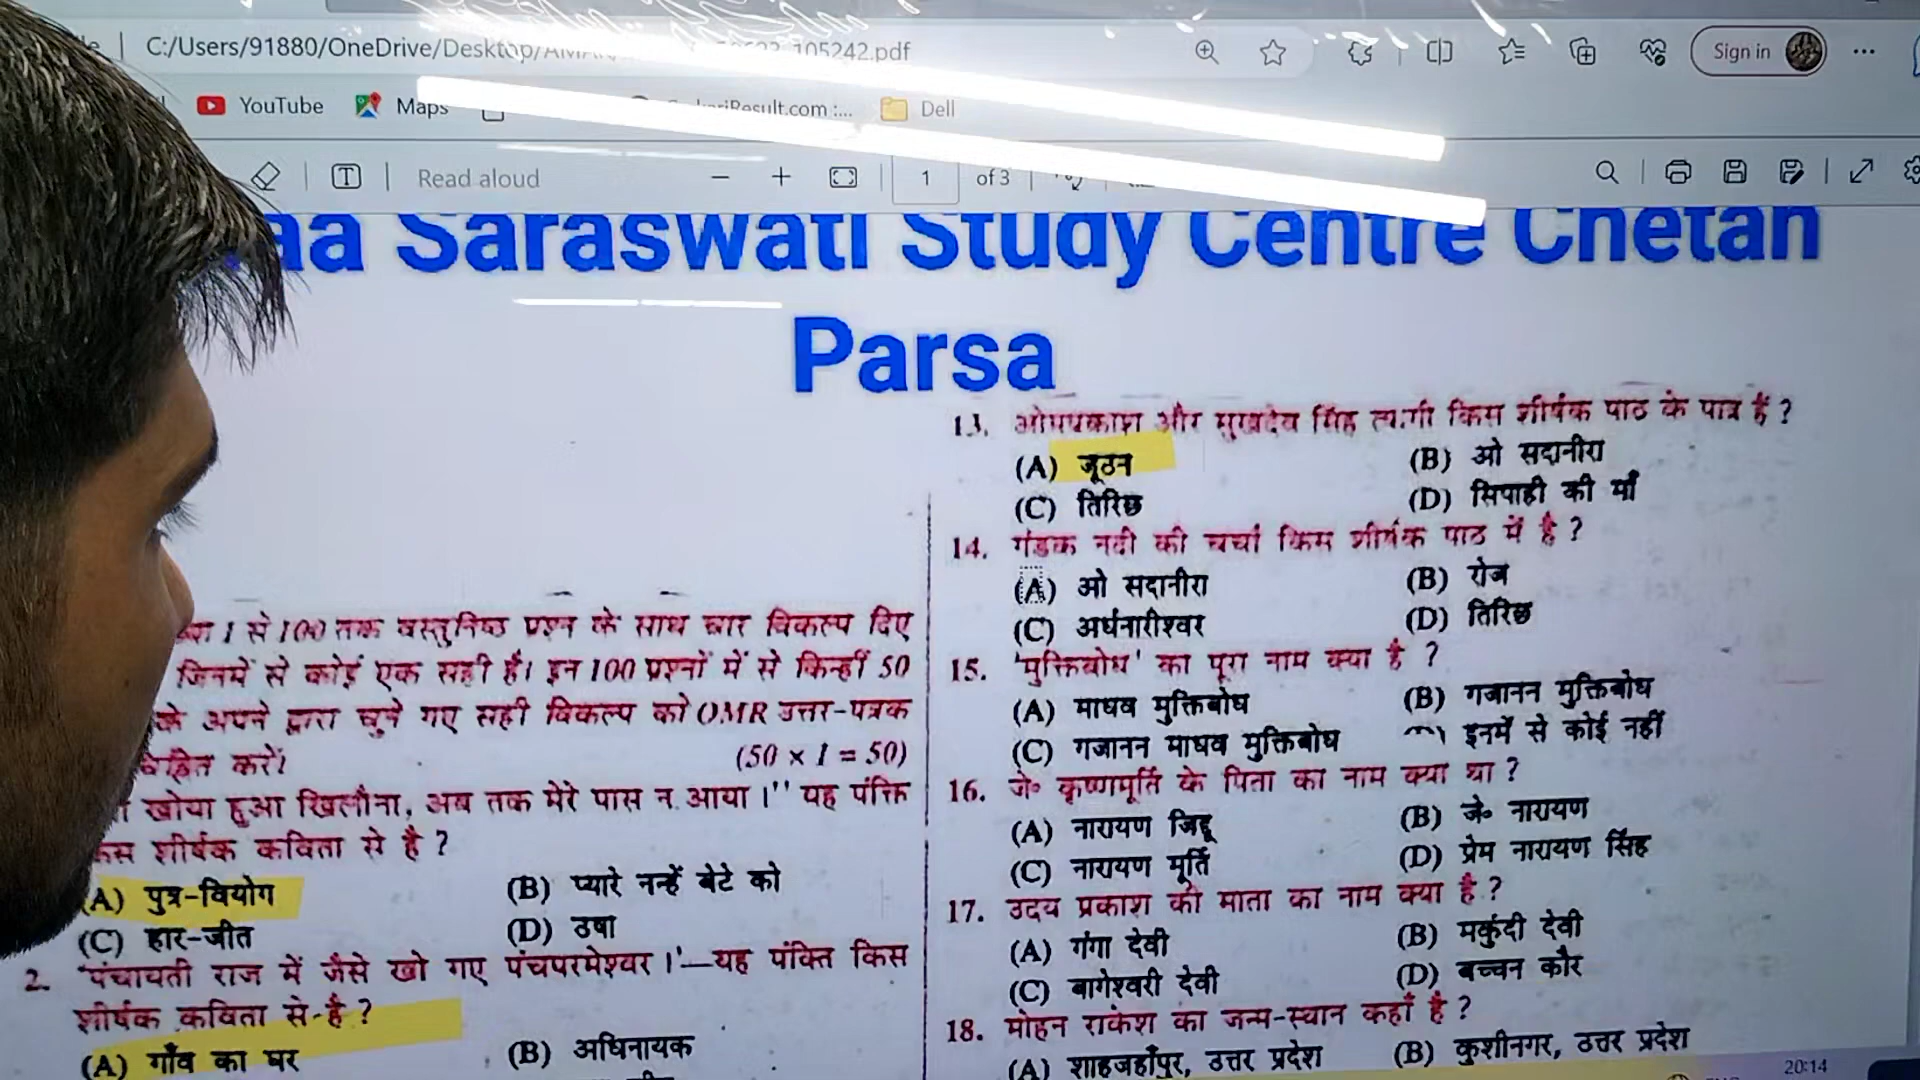 C:/Users/91880/OneDrive/Desktop/ 105242.pdf
Sign in
YouTube Maps Result.com :... Dell
Read aloud 1 of 3
aa Saraswati Study Centre Chetan
Parsa
1 से 100 तक वस्तुनिष्ठ प्रश्न के साथ चार विकल्प दिए
जिनमें से कोई एक सही है। इन 100 प्रश्नों में से किन्हीं 50
के अपने द्वारा चुने गए सही विकल्प को OMR उत्तर-पत्रक
करें।
(50 × 1 = 50)
खोया हुआ खिलौना, अब तक मेरे पास न आया ।'' यह पंक्ति
शीर्षक कविता से है ?
(A) पुत्र-वियोग
(B) प्यारे नन्हें बेटे को
(C) हार-जीत
(D) उषा
2. 'पंचायती राज में जैसे खो गए पंचपरमेश्वर ।'—यह पंक्ति किस
शीर्षक कविता से है ?
(A) गाँव का घर
(B) अधिनायक
13. ओमप्रकाश और सुखदेव सिंह त्यागी किस शीर्षक पाठ के पात्र हैं ?
(A) जूठन
(B) ओ सदानीरा
(C) तिरिछ
(D) सिपाही की माँ
14. गंडक नदी की चर्चा किस शीर्षक पाठ में है ?
(A) ओ सदानीरा
(B) रोज
(C) अर्धनारीश्वर
(D) तिरिछ
15. 'मुक्तिबोध' का पूरा नाम क्या है ?
(A) माधव मुक्तिबोध
(B) गजानन मुक्तिबोध
(C) गजानन माधव मुक्तिबोध
इनमें से कोई नहीं
16. जे० कृष्णमूर्ति के पिता का नाम क्या था ?
(A) नारायण जिद्दू
(B) जे० नारायण
(C) नारायण मूर्ति
(D) प्रेम नारायण सिंह
17. उदय प्रकाश की माता का नाम क्या है ?
(A) गंगा देवी
(B) मकुंदी देवी
(C) बागेश्वरी देवी
(D) बच्चन कौर
18. मोहन राकेश का जन्म-स्थान कहाँ है ?
(A) शाहजहाँपुर, उत्तर प्रदेश
(B) कुशीनगर, उत्तर प्रदेश
20:14